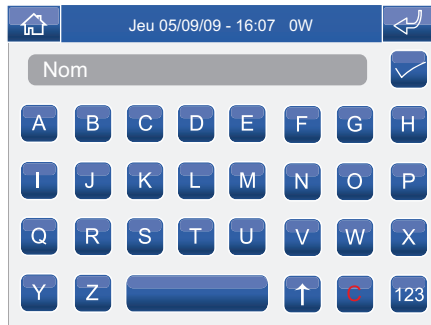 Jeu 05/09/09 - 16:07 0W
Nom
A B C D E F G H
I J K L M N O P
Q R S T U V W X
Y Z ↑ C 123